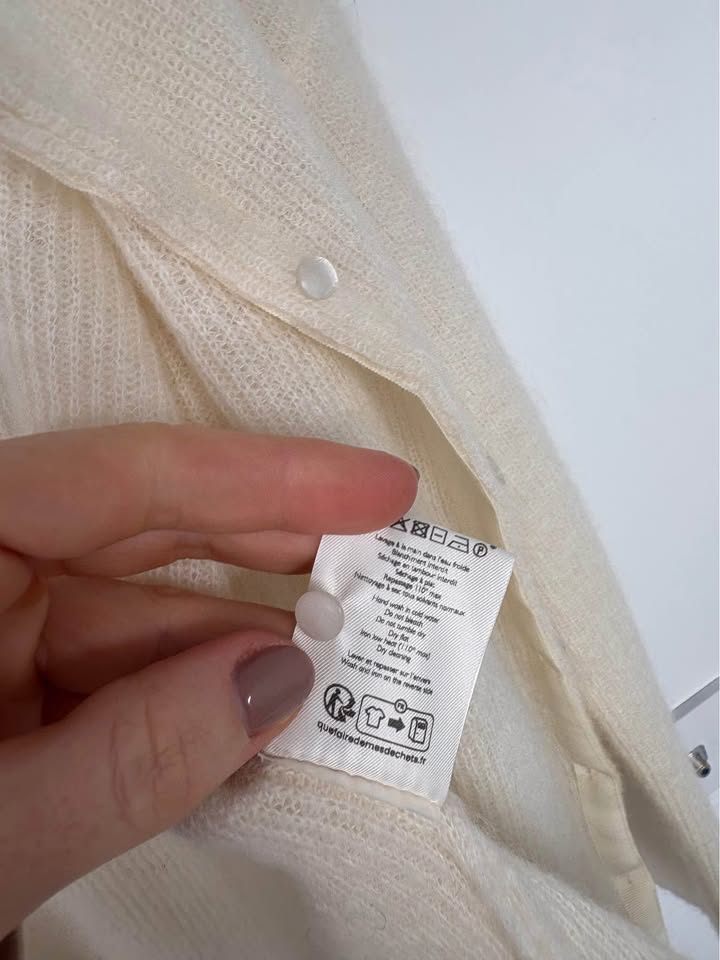 P
Lavage à la main dans l'eau froide
Blanchiment interdit
Séchage en tambour interdit
Séchage à plat
Repassage 110° max
Nettoyage à sec tous solvants normaux
Hand wash in cold water
Do not bleach
Do not tumble dry
Dry flat
Iron low heat (110° max)
Dry cleaning
Laver et repasser sur l'envers
Wash and iron on the reverse side
FR
quefairedemesdechets.fr